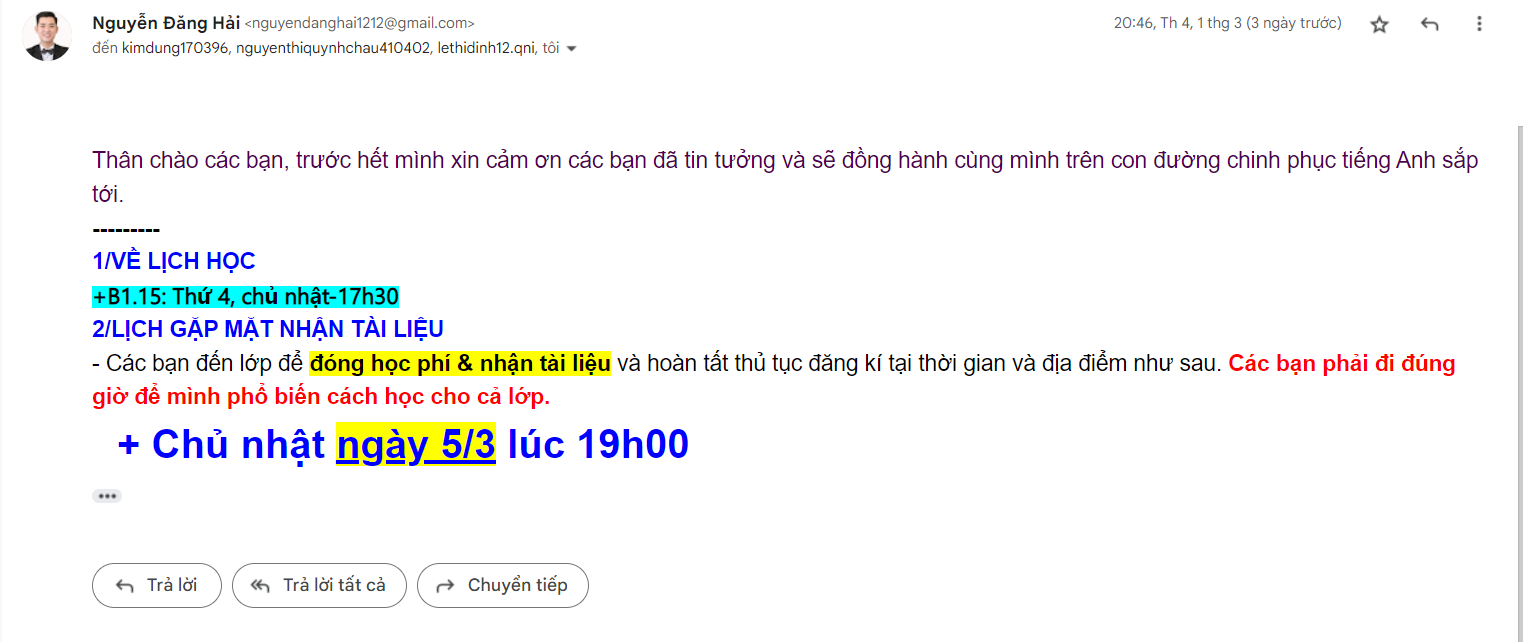 Nguyễn Đăng Hải <nguyendanghai1212@gmail.com> 20:46, Th 4, 1 thg 3 (3 ngày trước)
đến kimdung170396, nguyenthiquynhchau410402, lethidinh12.qni, tôi
Thân chào các bạn, trước hết mình xin cảm ơn các bạn đã tin tưởng và sẽ đồng hành cùng mình trên con đường chinh phục tiếng Anh sắp
tới.
---------
1/VỀ LỊCH HỌC
+B1.15: Thứ 4, chủ nhật-17h30
2/LỊCH GẶP MẶT NHẬN TÀI LIỆU
- Các bạn đến lớp để đóng học phí & nhận tài liệu và hoàn tất thủ tục đăng kí tại thời gian và địa điểm như sau. Các bạn phải đi đúng
giờ để mình phổ biến cách học cho cả lớp.
+ Chủ nhật ngày 5/3 lúc 19h00
Trả lời Trả lời tất cả Chuyển tiếp